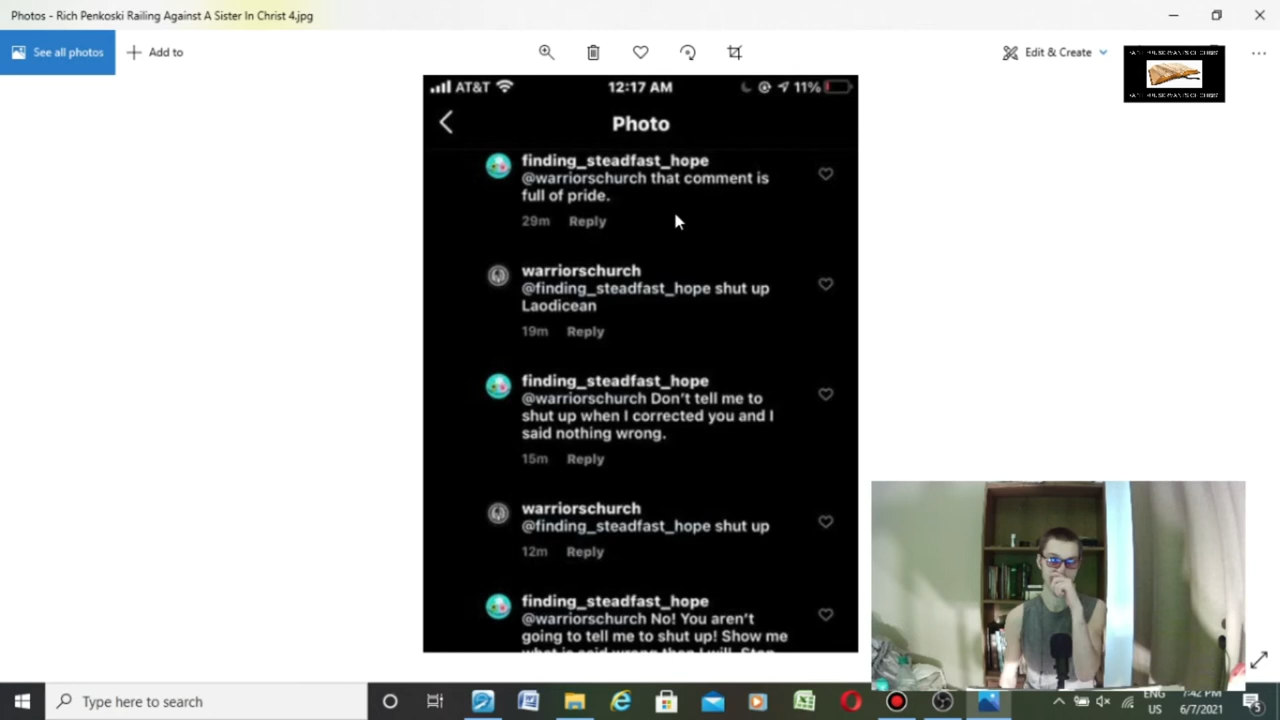 Photos - Rich Penkoski Railing Against A Sister In Christ 4.jpg
See all photos
Add to
Edit & Create
AT&T
12:17 AM
11%
Photo
finding_steadfast_hope
@warriorschurch that comment is
full of pride.
29m Reply
warriorschurch
@finding_steadfast_hope shut up
Laodicean
19m Reply
finding_steadfast_hope
@warriorschurch Don't tell me to
shut up when I corrected you and I
said nothing wrong.
15m Reply
warriorschurch
@finding_steadfast_hope shut up
12m Reply
finding_steadfast_hope
@warriorschurch No! You aren't
going to tell me to shut up! Show me
Type here to search
ENG
US
7:42 PM
6/7/2021
5